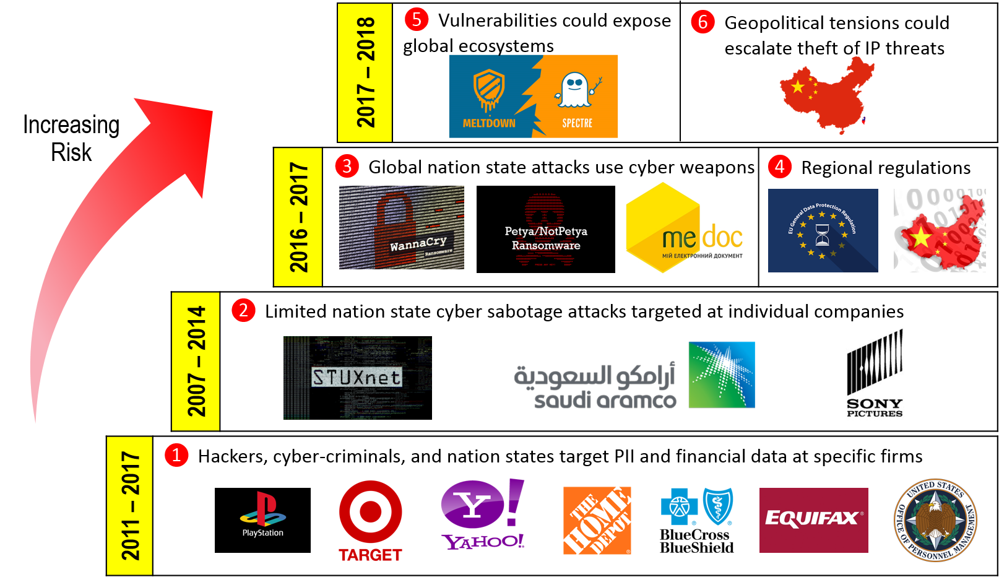 Increasing
Risk
2017 – 2018
5 Vulnerabilities could expose
global ecosystems
MELTDOWN
SPECTRE
6 Geopolitical tensions could
escalate theft of IP threats
2016 – 2017
3 Global nation state attacks use cyber weapons
WannaCry
Ransomware
Petya/NotPetya
Ransomware
me doc
МІЙ ЕЛЕКТРОННИЙ ДОКУМЕНТ
4 Regional regulations
EU General Data Protection Regulation
2007 – 2014
2 Limited nation state cyber sabotage attacks targeted at individual companies
STUXnet
أرامكو السعودية
saudi aramco
SONY
PICTURES
2011 – 2017
1 Hackers, cyber-criminals, and nation states target PII and financial data at specific firms
PlayStation
TARGET
Y!
YAHOO!
THE
HOME
DEPOT
BlueCross
BlueShield
EQUIFAX
UNITED STATES
OFFICE OF PERSONNEL MANAGEMENT